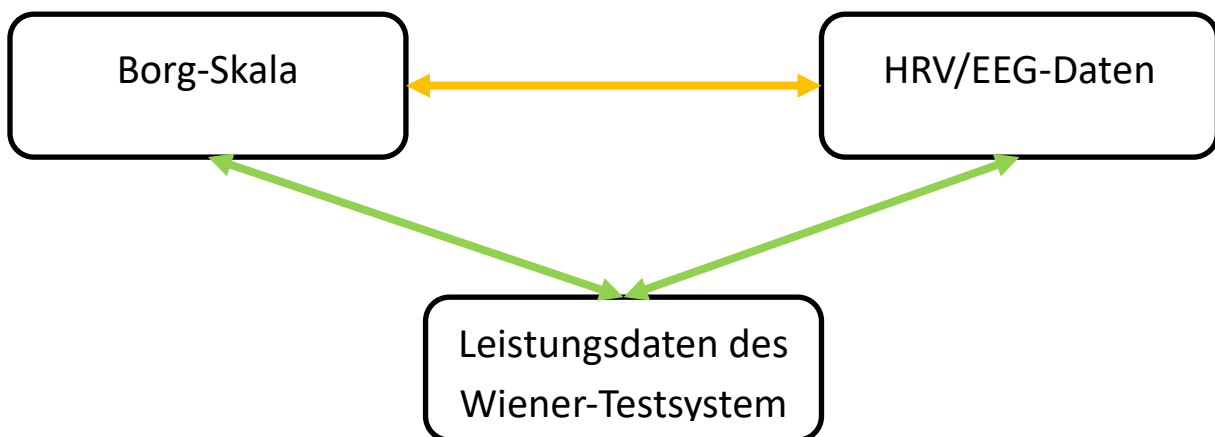 Borg-Skala
HRV/EEG-Daten
Leistungsdaten des
Wiener-Testsystem